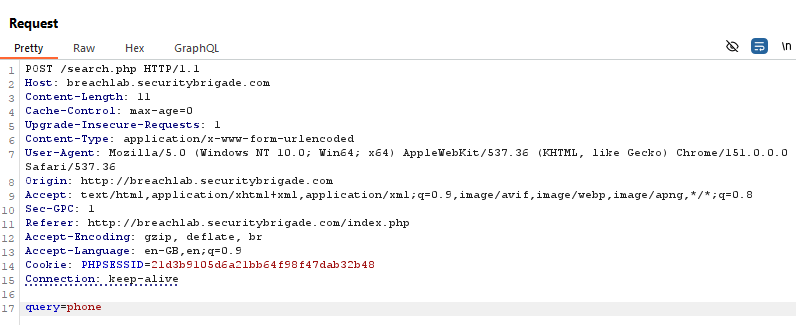 Request
Pretty Raw Hex GraphQL \n
1 POST /search.php HTTP/1.1
2 Host: breachlab.securitybrigade.com
3 Content-Length: 11
4 Cache-Control: max-age=0
5 Upgrade-Insecure-Requests: 1
6 Content-Type: application/x-www-form-urlencoded
7 User-Agent: Mozilla/5.0 (Windows NT 10.0; Win64; x64) AppleWebKit/537.36 (KHTML, like Gecko) Chrome/151.0.0.0
Safari/537.36
8 Origin: http://breachlab.securitybrigade.com
9 Accept: text/html,application/xhtml+xml,application/xml;q=0.9,image/avif,image/webp,image/apng,*/*;q=0.8
10 Sec-GPC: 1
11 Referer: http://breachlab.securitybrigade.com/index.php
12 Accept-Encoding: gzip, deflate, br
13 Accept-Language: en-GB,en;q=0.9
14 Cookie: PHPSESSID=21d3b9105d6a21bb64f98f47dab32b48
15 Connection: keep-alive
16
17 query=phone